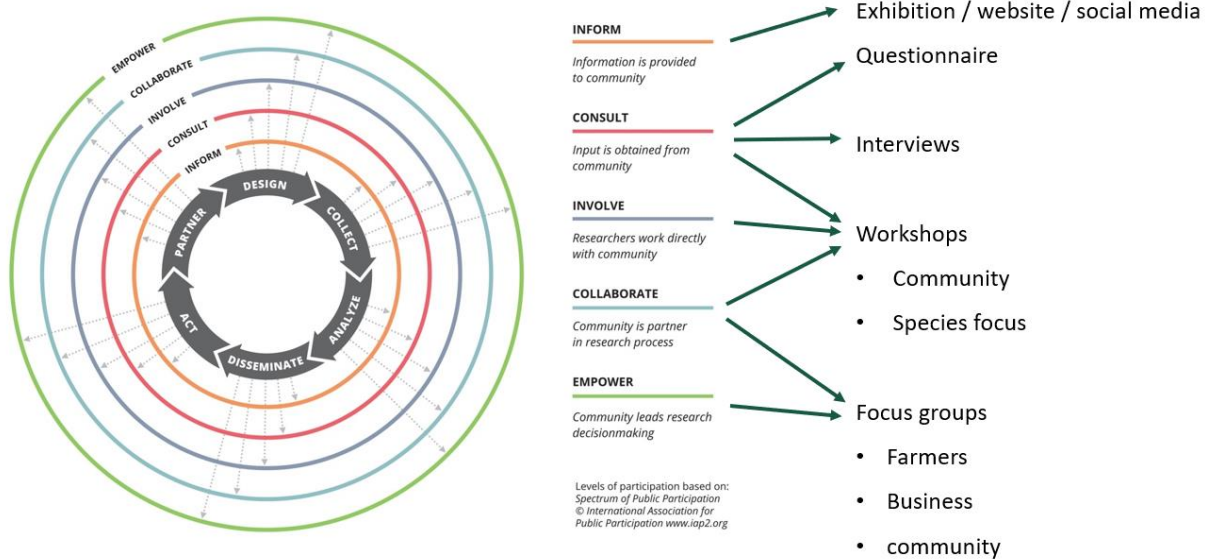 EMPOWER
COLLABORATE
INVOLVE
CONSULT
INFORM
DESIGN
COLLECT
ANALYZE
DISSEMINATE
ACT
PARTNER
INFORM
Information is provided
to community
CONSULT
Input is obtained from
community
INVOLVE
Researchers work directly
with community
COLLABORATE
Community is partner
in research process
EMPOWER
Community leads research
decisionmaking
Levels of participation based on:
Spectrum of Public Participation
© International Association for
Public Participation www.iap2.org
Exhibition / website / social media
Questionnaire
Interviews
Workshops
• Community
• Species focus
Focus groups
• Farmers
• Business
• community